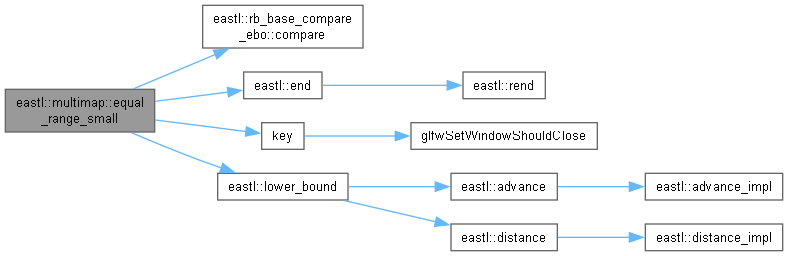 eastl::rb_base_compare
_ebo::compare
eastl::multimap::equal
_range_small
eastl::end
eastl::rend
key
glfwSetWindowShouldClose
eastl::lower_bound
eastl::advance
eastl::advance_impl
eastl::distance
eastl::distance_impl